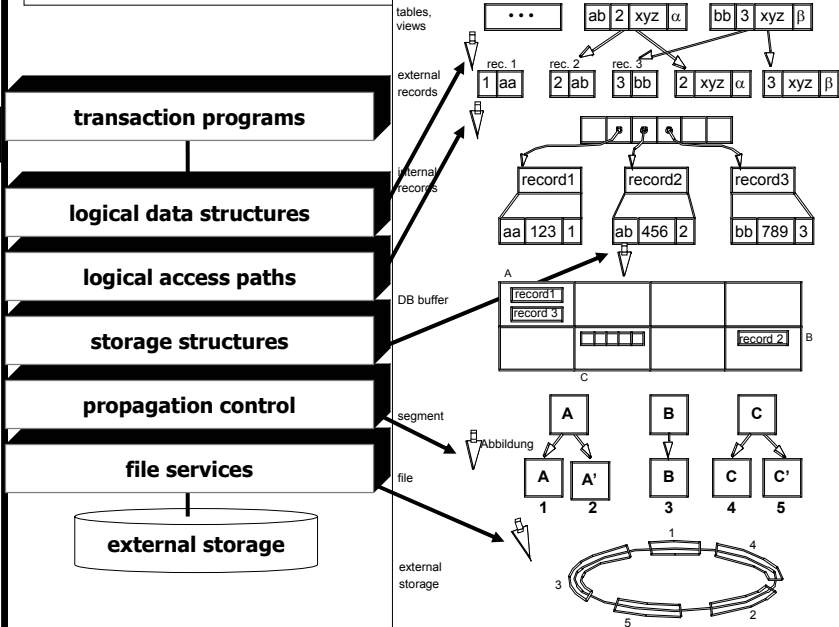 tables,
views
• • •
ab 2 xyz α
bb 3 xyz β
rec. 1
rec. 2
rec. 3
external
records
1 aa
2 ab
3 bb
2 xyz α
3 xyz β
transaction programs
internal
records
record1
record2
record3
logical data structures
aa 123 1
ab 456 2
bb 789 3
logical access paths
A
DB buffer
record1
record 3
storage structures
record 2
B
C
propagation control
segment
A
B
C
Abbildung
file services
file
A
A'
B
C
C'
1
2
3
4
5
external storage
external
storage
1
4
3
2
5